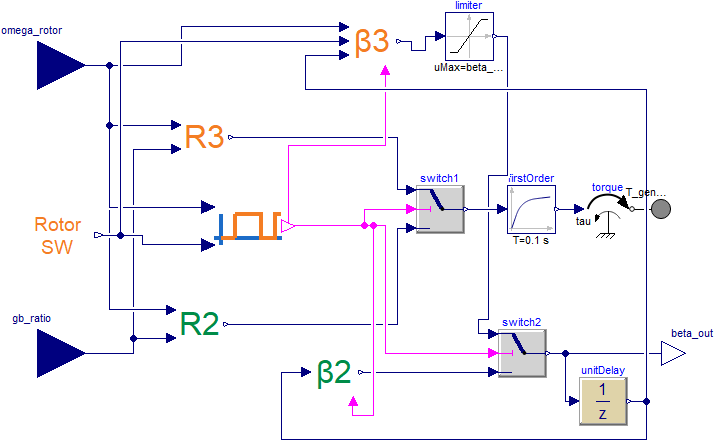 limiter
omega_rotor
β3
uMax=beta_...
R3
switch1
firstOrder
torque
T_gen...
Rotor
SW
tau
T=0.1 s
gb_ratio
R2
switch2
beta_out
β2
unitDelay
1
z